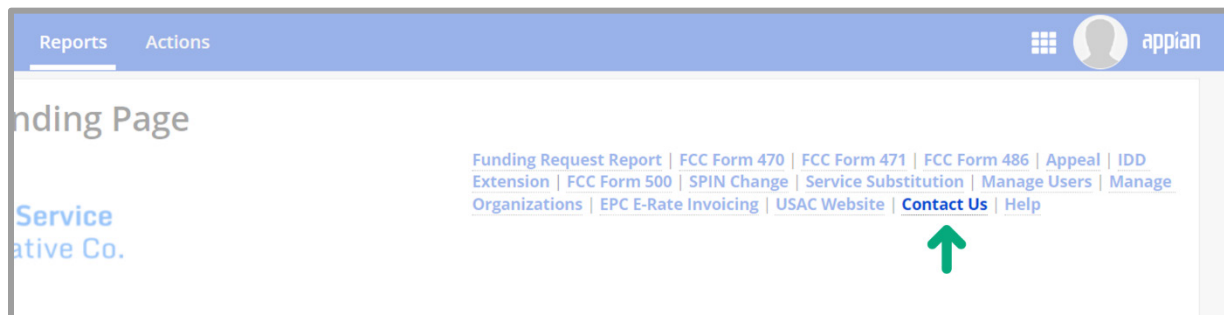 Reports Actions
appian
nding Page
Funding Request Report | FCC Form 470 | FCC Form 471 | FCC Form 486 | Appeal | IDD
Extension | FCC Form 500 | SPIN Change | Service Substitution | Manage Users | Manage
Organizations | EPC E-Rate Invoicing | USAC Website | Contact Us | Help
Service
ative Co.